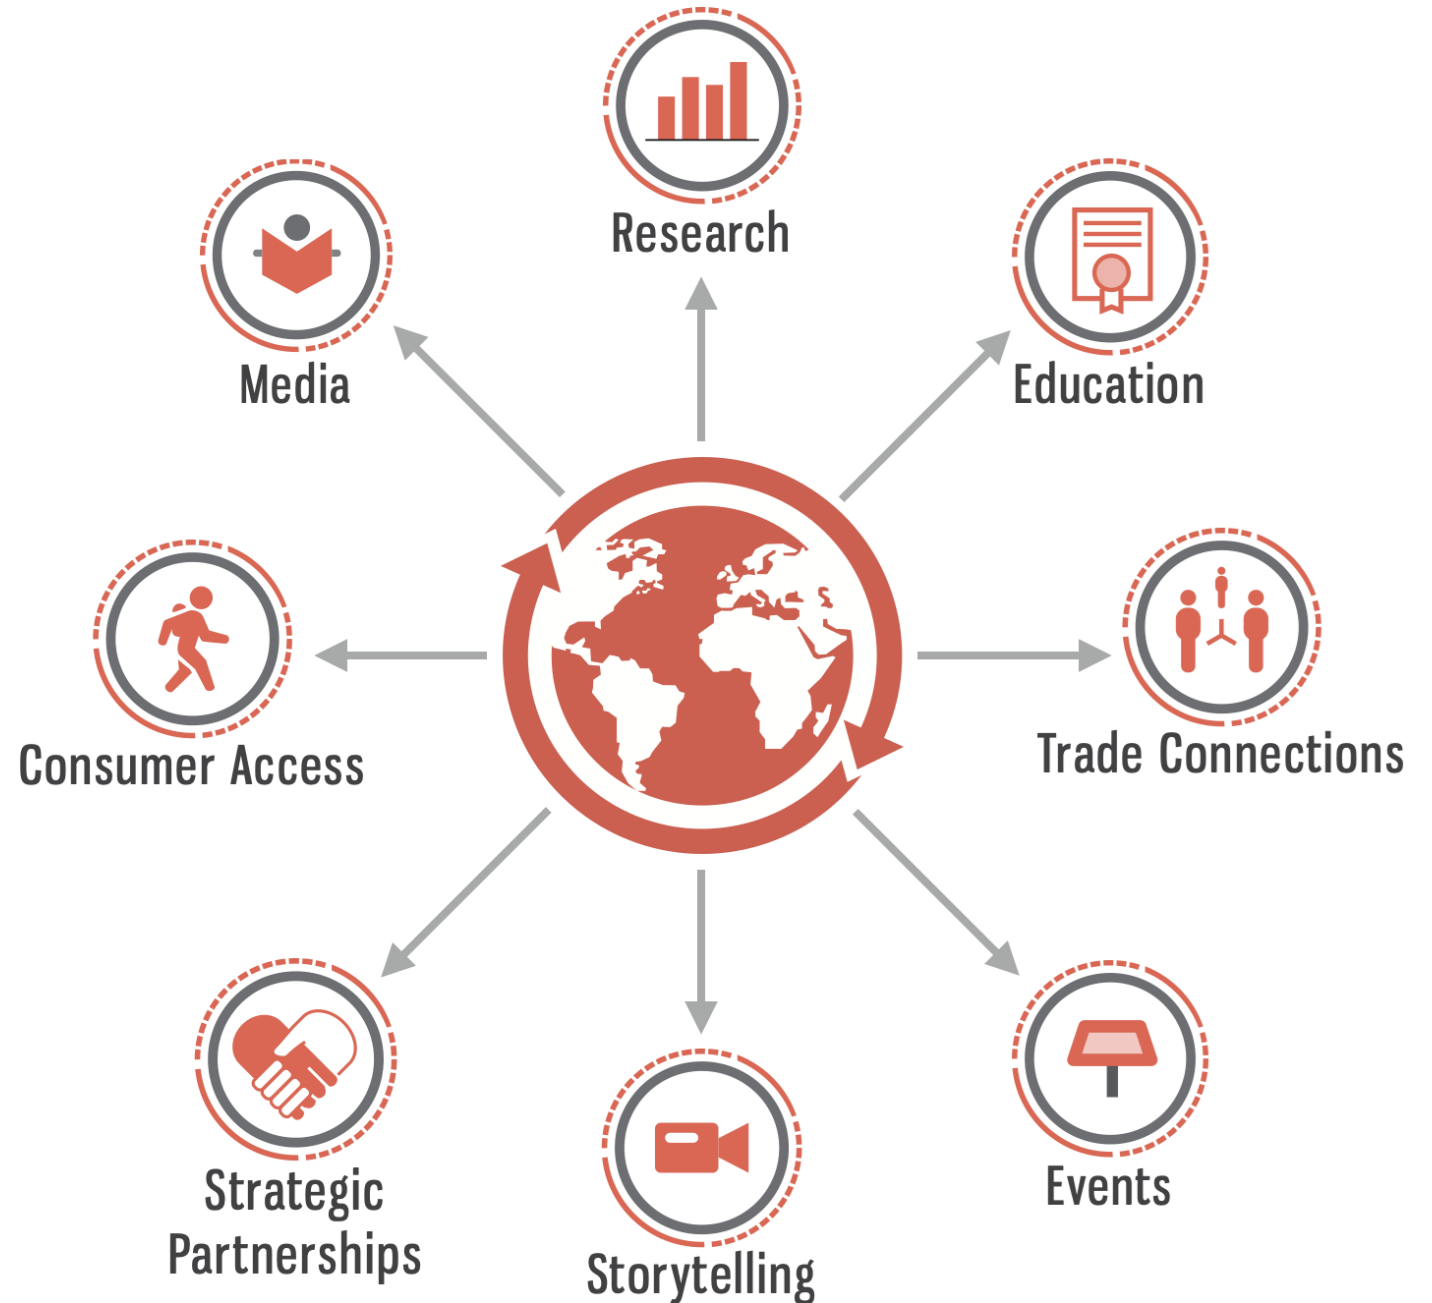 Research
Media
Education
Consumer Access
Trade Connections
Strategic
Partnerships
Events
Storytelling